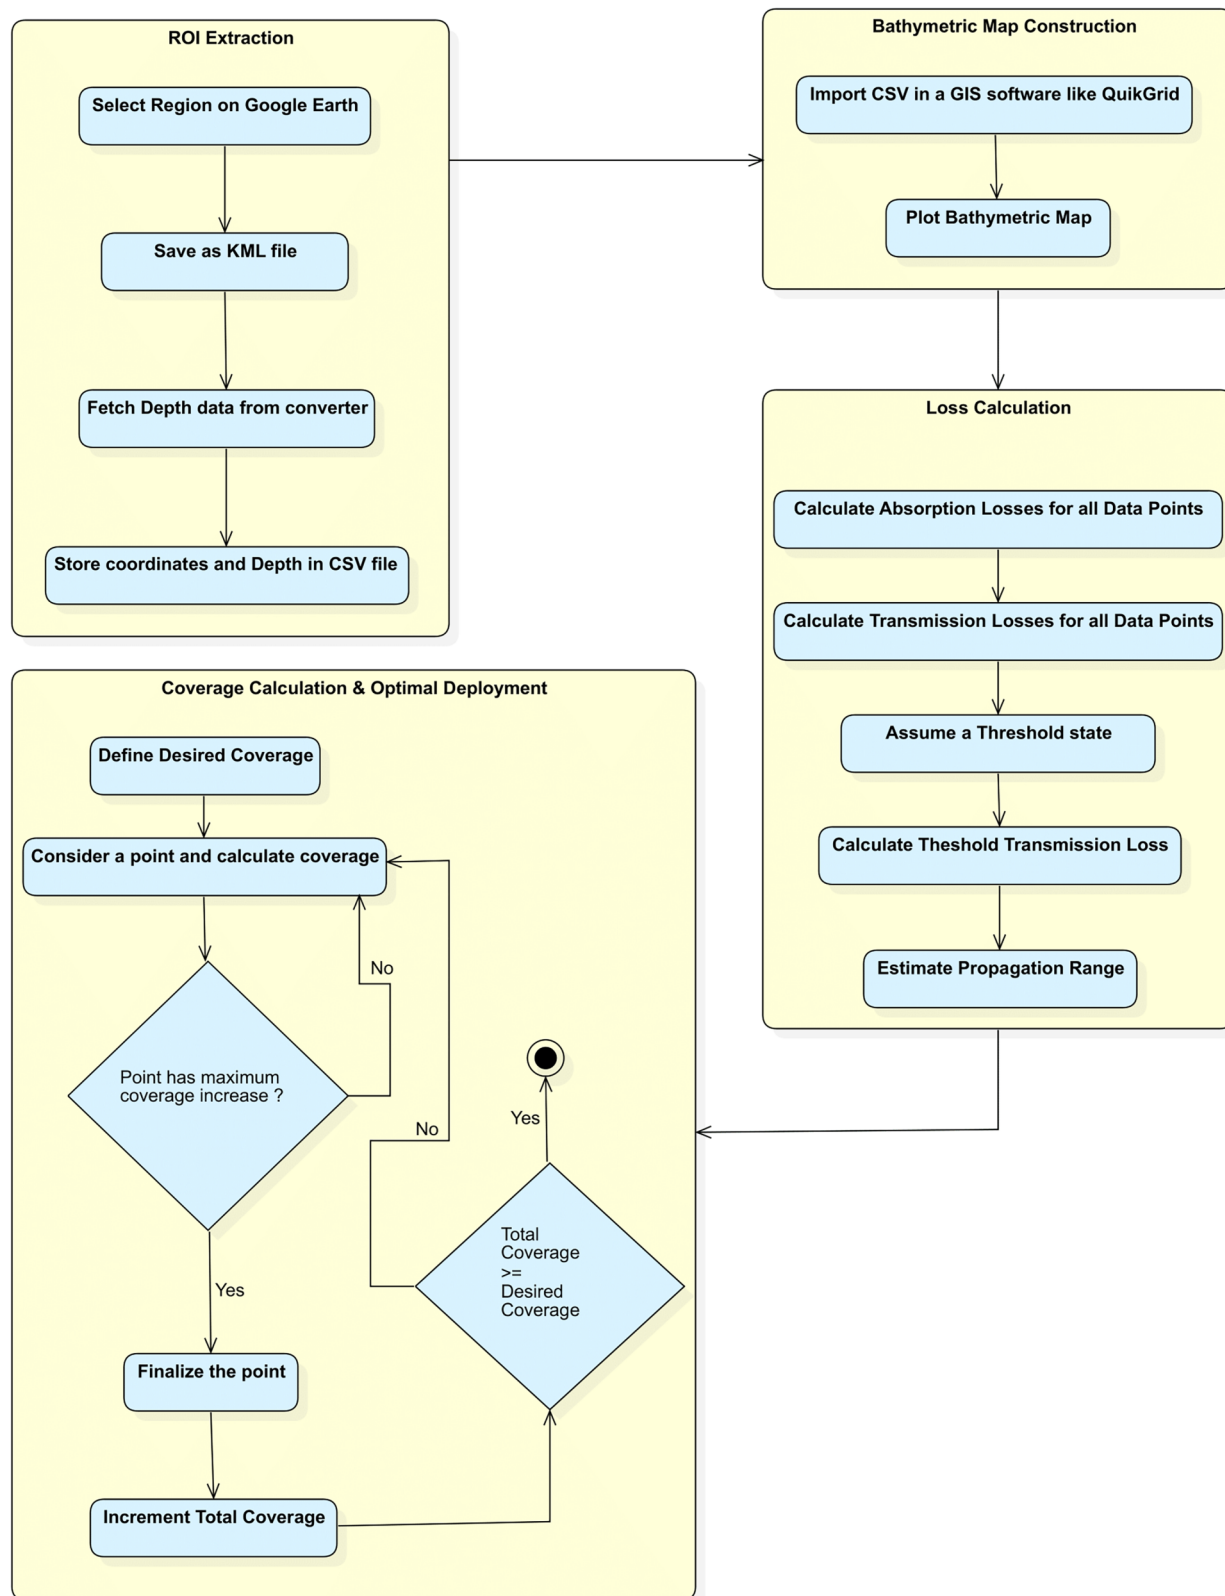 ROI Extraction
Select Region on Google Earth
Save as KML file
Fetch Depth data from converter
Store coordinates and Depth in CSV file
Bathymetric Map Construction
Import CSV in a GIS software like QuikGrid
Plot Bathymetric Map
Loss Calculation
Calculate Absorption Losses for all Data Points
Calculate Transmission Losses for all Data Points
Assume a Threshold state
Calculate Theshold Transmission Loss
Estimate Propagation Range
Coverage Calculation & Optimal Deployment
Define Desired Coverage
Consider a point and calculate coverage
No
Point has maximum
coverage increase ?
Yes
Finalize the point
Increment Total Coverage
Total
Coverage
>=
Desired
Coverage
No
Yes